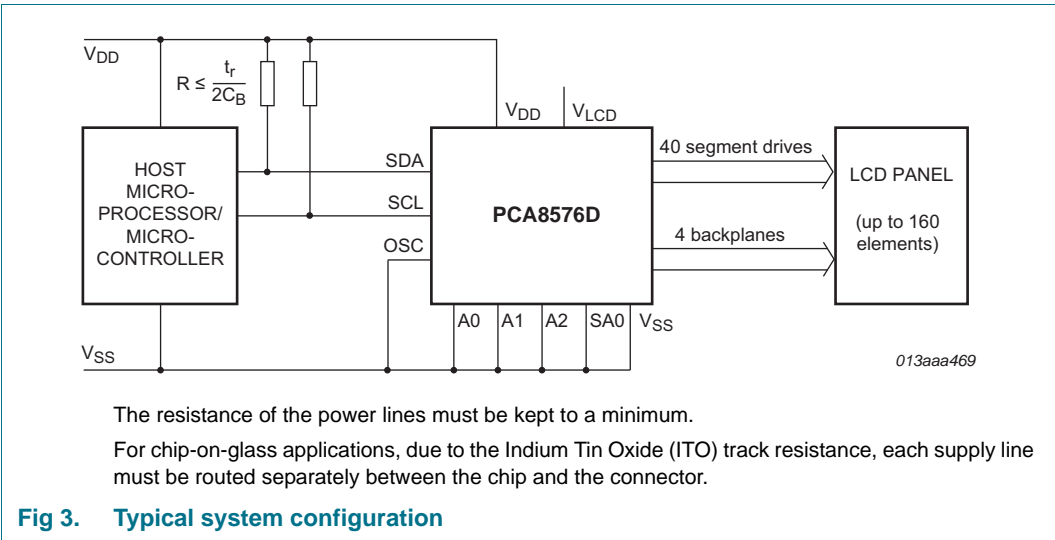 VDD
R ≤ tr
2CB
VDD
VLCD
HOST
MICRO-
PROCESSOR/
MICRO-
CONTROLLER
SDA
SCL
OSC
PCA8576D
40 segment drives
4 backplanes
LCD PANEL
(up to 160
elements)
A0 A1 A2 SA0 VSS
VSS
013aaa469
The resistance of the power lines must be kept to a minimum.
For chip-on-glass applications, due to the Indium Tin Oxide (ITO) track resistance, each supply line
must be routed separately between the chip and the connector.
Fig 3. Typical system configuration